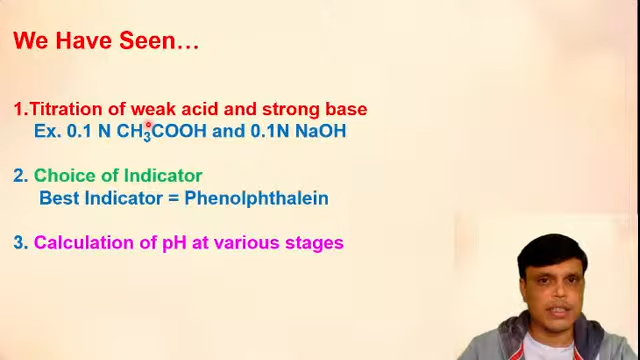 We Have Seen...
1.Titration of weak acid and strong base
Ex. 0.1 N CH₃COOH and 0.1N NaOH
2. Choice of Indicator
Best Indicator = Phenolphthalein
3. Calculation of pH at various stages